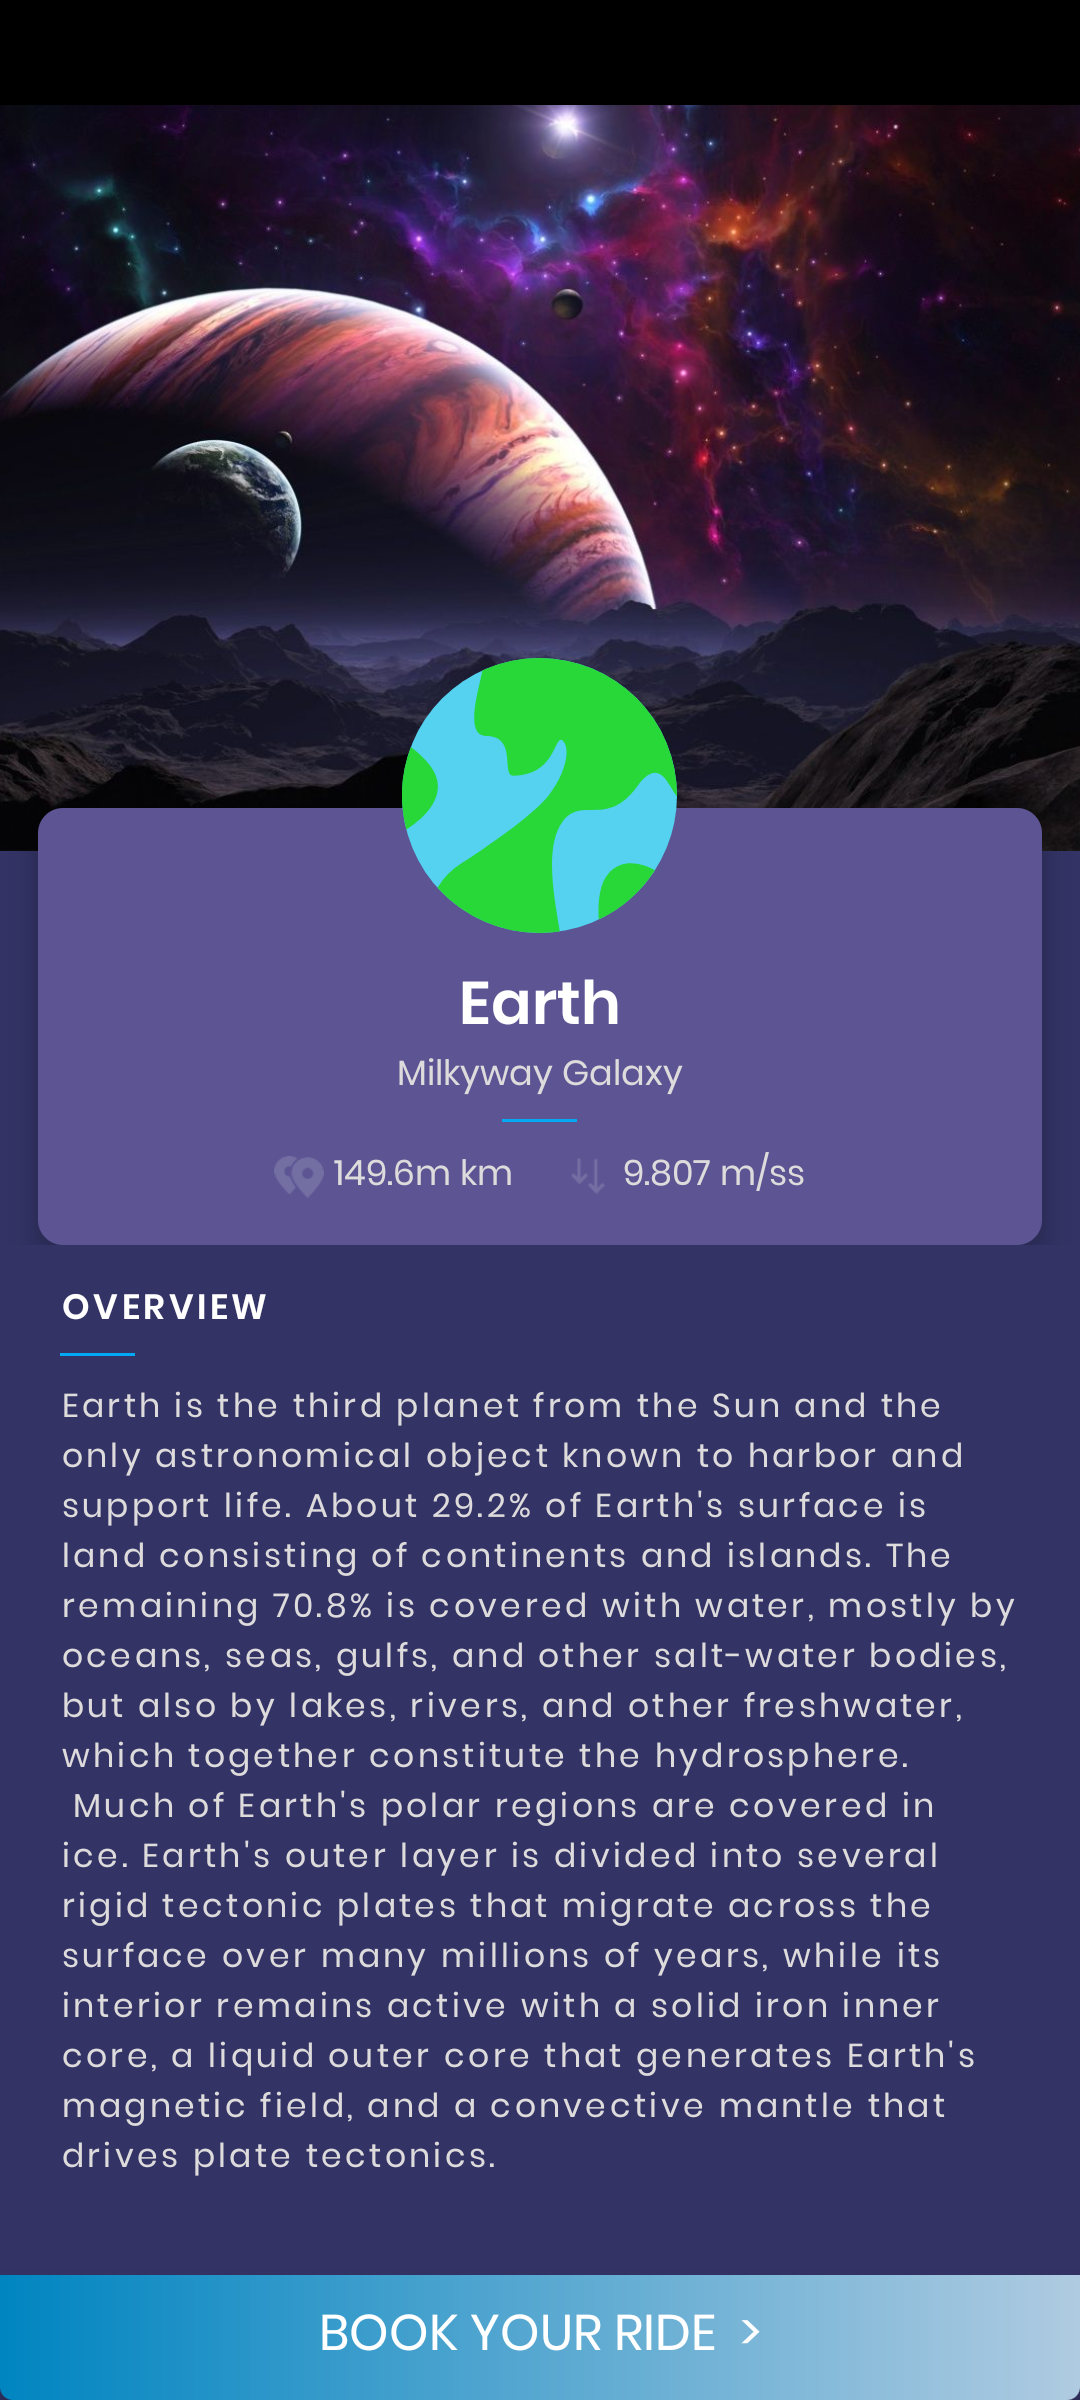 Earth
Milkyway Galaxy
149.6m km 9.807 m/ss
OVERVIEW
Earth is the third planet from the Sun and the
only astronomical object known to harbor and
support life. About 29.2% of Earth's surface is
land consisting of continents and islands. The
remaining 70.8% is covered with water, mostly by
oceans, seas, gulfs, and other salt-water bodies,
but also by lakes, rivers, and other freshwater,
which together constitute the hydrosphere.
Much of Earth's polar regions are covered in
ice. Earth's outer layer is divided into several
rigid tectonic plates that migrate across the
surface over many millions of years, while its
interior remains active with a solid iron inner
core, a liquid outer core that generates Earth's
magnetic field, and a convective mantle that
drives plate tectonics.
BOOK YOUR RIDE >